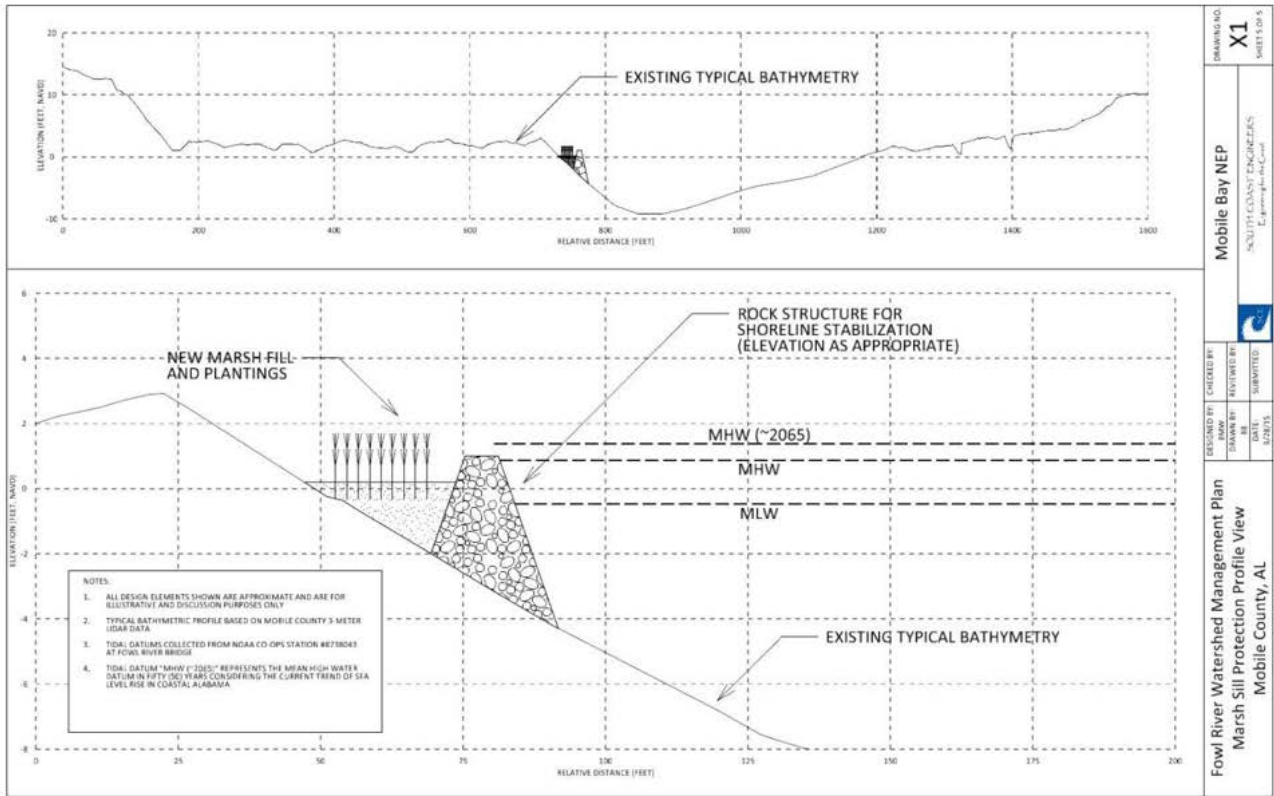 20
10
0
-10
ELEVATION (FEET, NAVD)
EXISTING TYPICAL BATHYMETRY
0
200
400
600
800
1000
1200
1400
1600
RELATIVE DISTANCE (FEET)
6
4
2
0
-2
-4
-6
-8
ELEVATION (FEET, NAVD)
NEW MARSH FILL
AND PLANTINGS
ROCK STRUCTURE FOR
SHORELINE STABILIZATION
(ELEVATION AS APPROPRIATE)
MHW (~2065)
MHW
MLW
EXISTING TYPICAL BATHYMETRY
NOTES:
1. ALL DESIGN ELEMENTS SHOWN ARE APPROXIMATE AND ARE FOR
ILLUSTRATIVE AND DISCUSSION PURPOSES ONLY
2. TYPICAL BATHYMETRIC PROFILE BASED ON MOBILE COUNTY 3-METER
LIDAR DATA
3. TIDAL DATUMS COLLECTED FROM NOAA CO-OPS STATION
AT FOWL RIVER BRIDGE
4. TIDAL DATUM "MHW (~2065)" REPRESENTS THE MEAN HIGH WATER
DATUM IN FIFTY (50) YEARS CONSIDERING THE CURRENT TREND OF SEA
LEVEL RISE IN COASTAL ALABAMA
0
25
50
75
100
125
150
175
200
RELATIVE DISTANCE (FEET)
DRAWING NO.
X1
SHEET 5 OF 5
Mobile Bay NEP
SOUTH COAST ENGINEERS
DESIGNED BY:
BMW
DRAWN BY:
BB
DATE:
CHECKED BY:
REVIEWED BY:
SUBMITTED:
Fowl River Watershed Management Plan
Marsh Sill Protection Profile View
Mobile County, AL